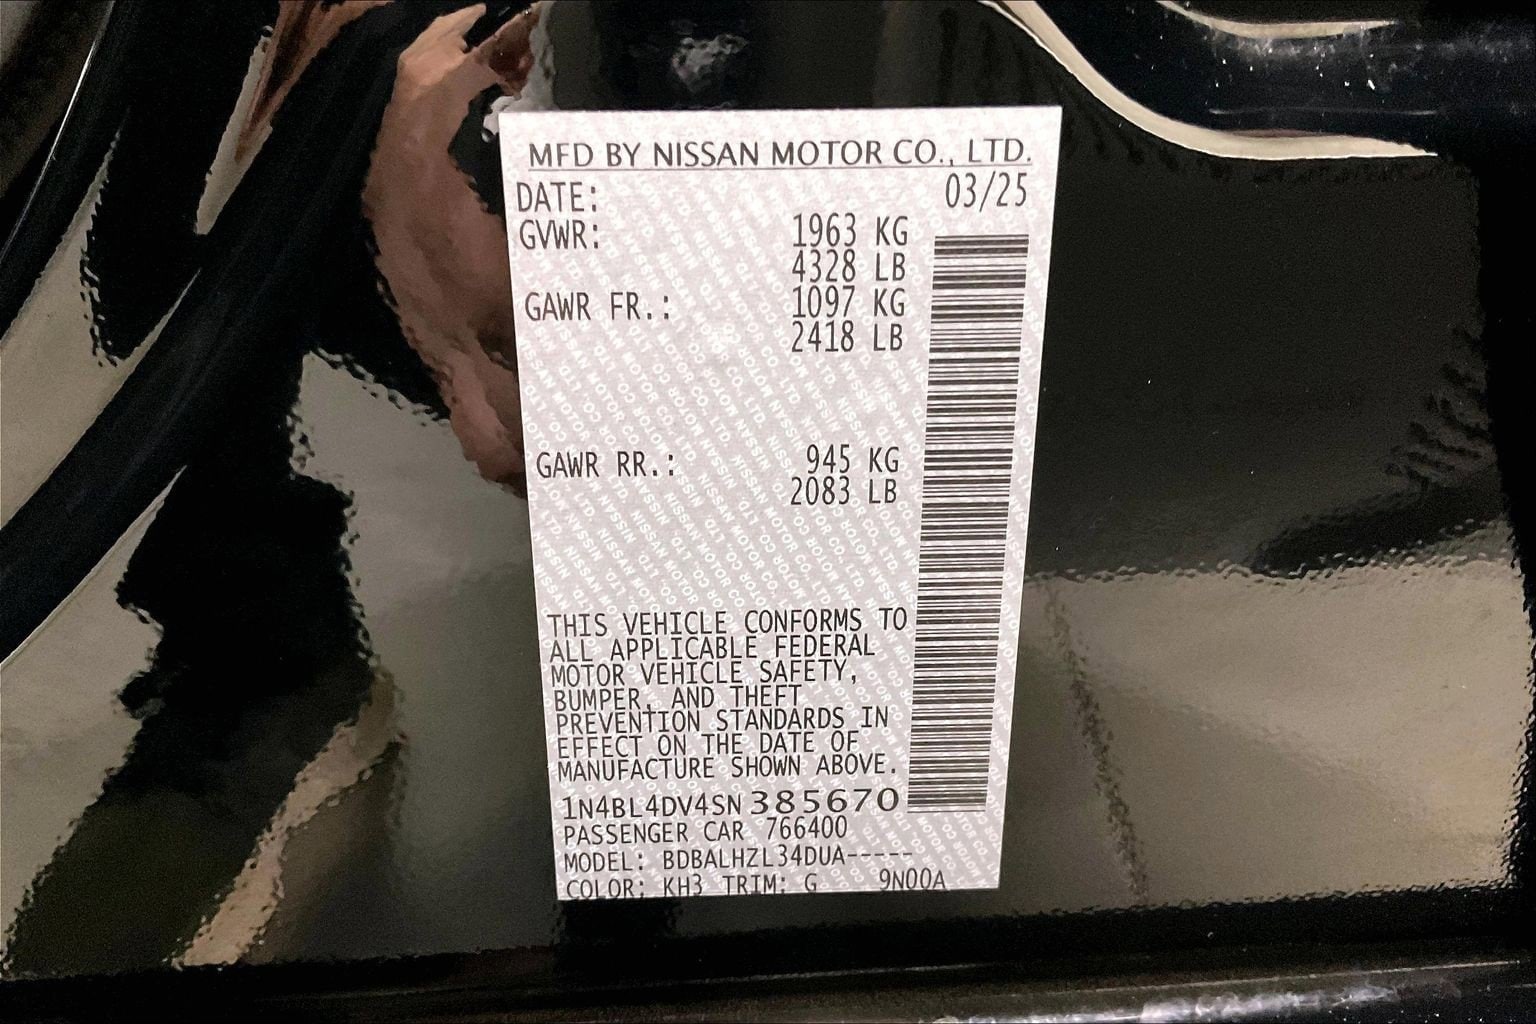 MFD BY NISSAN MOTOR CO., LTD.
DATE: 03/25
GVWR: 1963 KG
4328 LB
GAWR FR.: 1097 KG
2418 LB
GAWR RR.: 945 KG
2083 LB
THIS VEHICLE CONFORMS TO
ALL APPLICABLE FEDERAL
MOTOR VEHICLE SAFETY,
BUMPER, AND THEFT
PREVENTION STANDARDS IN
EFFECT ON THE DATE OF
MANUFACTURE SHOWN ABOVE.
1N4BL4DV4SN 385670
PASSENGER CAR 766400
MODEL: BDBALHZL34DUA-----
COLOR: KH3 TRIM: G 9N00A